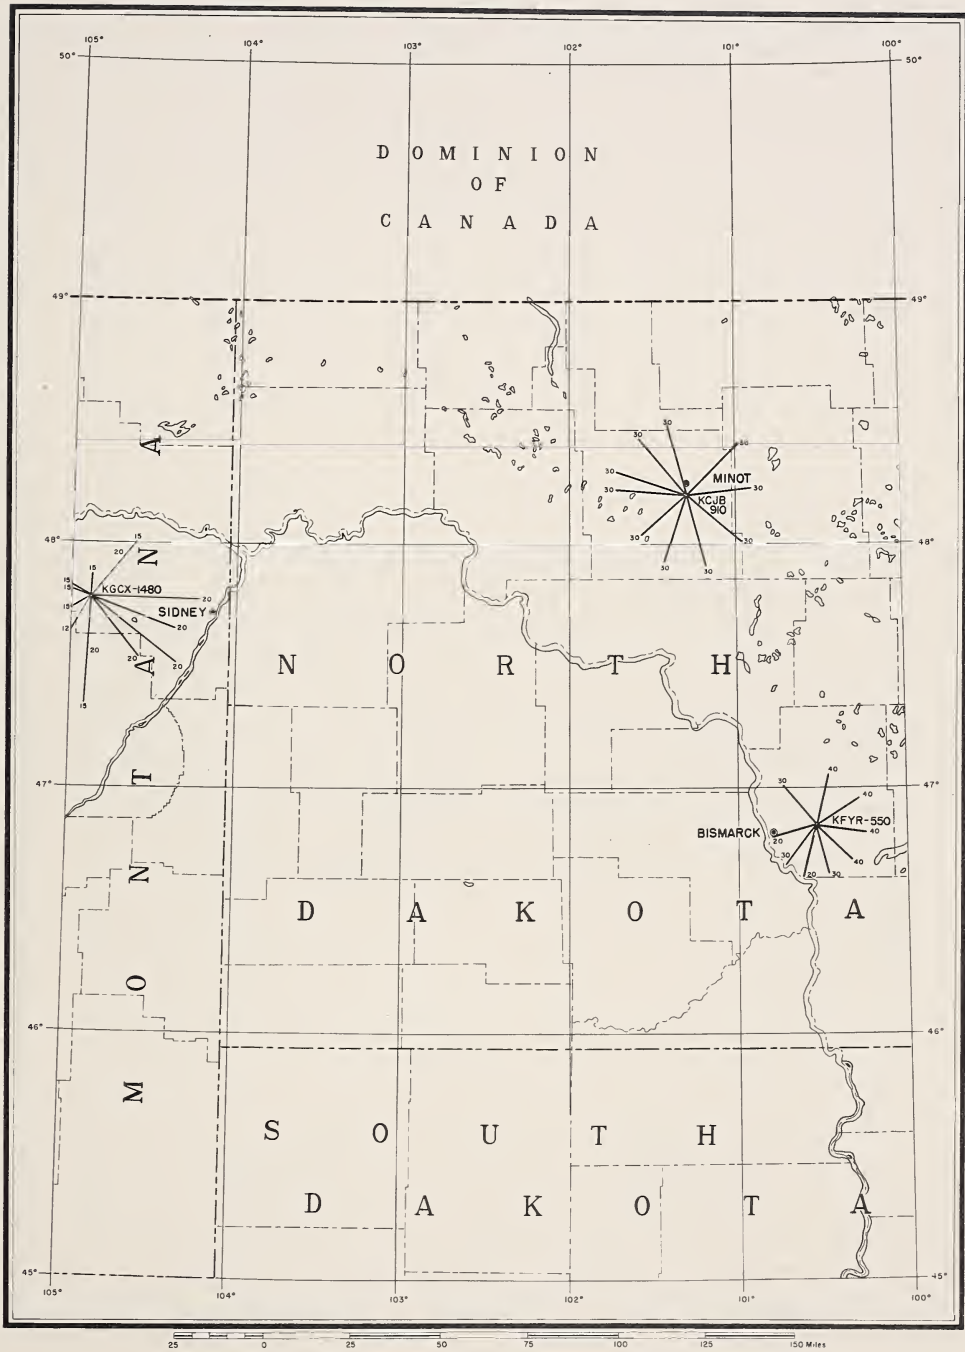 105° 104° 103° 102° 101° 100°
50° 50°
DOMINION
OF
CANADA
49° 49°
30
30 30
30 MINOT
30 30
KCJB
910
30 30
30 30
48° 48°
15
20
15
15 KGCX-1480
20
15 SIDNEY
12 20
20 20 20
15
MONTANA
NORTH
47° 47°
40
30
40
KFYR-550
BISMARCK 40
20
30 40
20 30
DAKOTA
46° 46°
SOUTH
DAKOTA
45° 45°
105° 104° 103° 102° 101° 100°
25 0 25 50 75 100 125 150 Miles